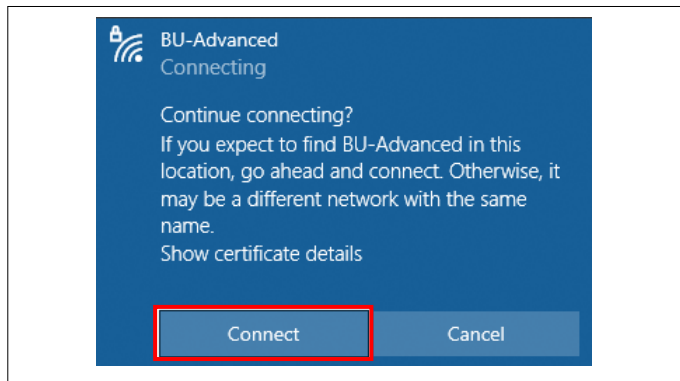 BU-Advanced
Connecting
Continue connecting?
If you expect to find BU-Advanced in this
location, go ahead and connect. Otherwise, it
may be a different network with the same
name.
Show certificate details
Connect
Cancel